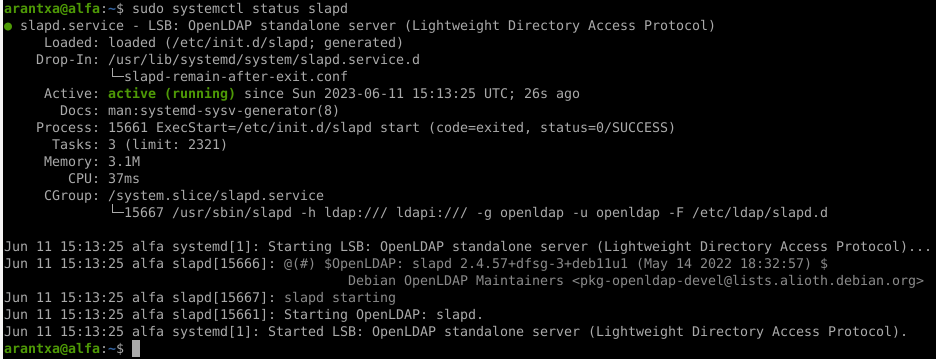 arantxa@alfa:~$ sudo systemctl status slapd
● slapd.service - LSB: OpenLDAP standalone server (Lightweight Directory Access Protocol)
     Loaded: loaded (/etc/init.d/slapd; generated)
    Drop-In: /usr/lib/systemd/system/slapd.service.d
             └─slapd-remain-after-exit.conf
     Active: active (running) since Sun 2023-06-11 15:13:25 UTC; 26s ago
       Docs: man:systemd-sysv-generator(8)
    Process: 15661 ExecStart=/etc/init.d/slapd start (code=exited, status=0/SUCCESS)
      Tasks: 3 (limit: 2321)
     Memory: 3.1M
        CPU: 37ms
     CGroup: /system.slice/slapd.service
             └─15667 /usr/sbin/slapd -h ldap:/// ldapi:/// -g openldap -u openldap -F /etc/ldap/slapd.d

Jun 11 15:13:25 alfa systemd[1]: Starting LSB: OpenLDAP standalone server (Lightweight Directory Access Protocol)...
Jun 11 15:13:25 alfa slapd[15666]: @(#) $OpenLDAP: slapd 2.4.57+dfsg-3+deb11u1 (May 14 2022 18:32:57) $
                                           Debian OpenLDAP Maintainers <pkg-openldap-devel@lists.alioth.debian.org>
Jun 11 15:13:25 alfa slapd[15667]: slapd starting
Jun 11 15:13:25 alfa slapd[15661]: Starting OpenLDAP: slapd.
Jun 11 15:13:25 alfa systemd[1]: Started LSB: OpenLDAP standalone server (Lightweight Directory Access Protocol).
arantxa@alfa:~$